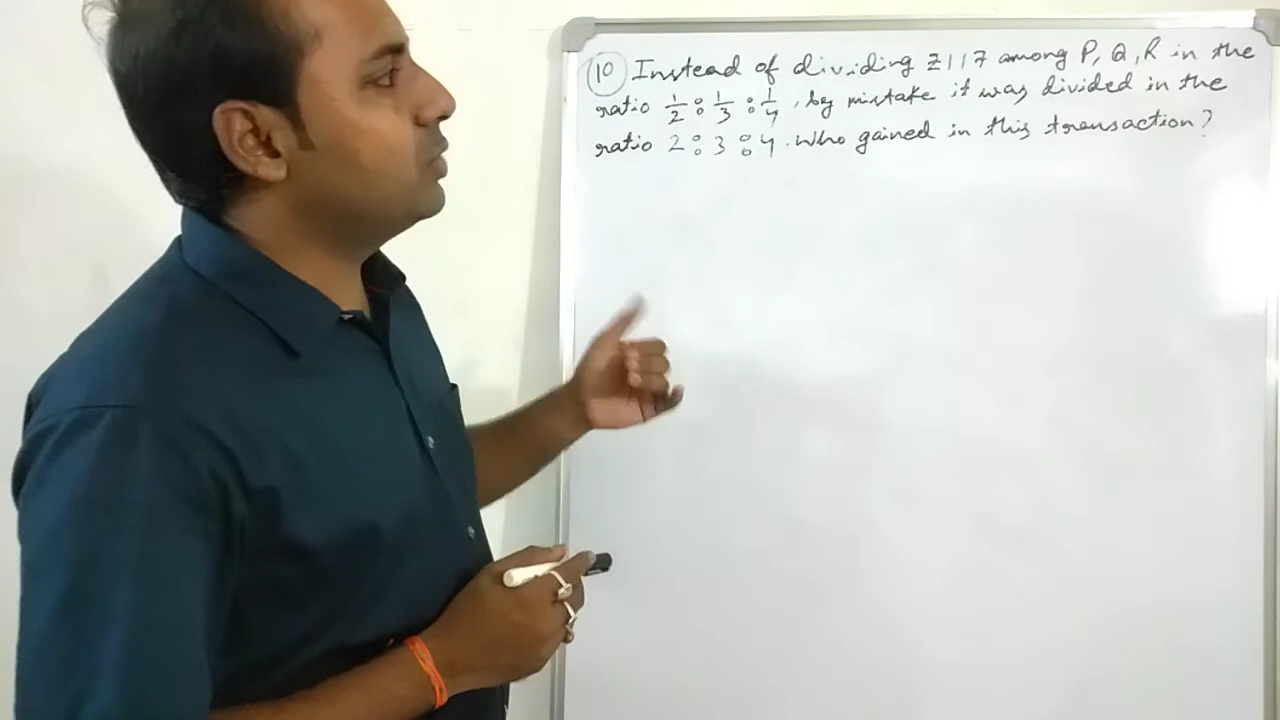 10 Instead of dividing ₹117 among P, Q, R in the
ratio 1/2 : 1/3 : 1/4, by mistake it was divided in the
ratio 2 : 3 : 4. Who gained in this transaction?